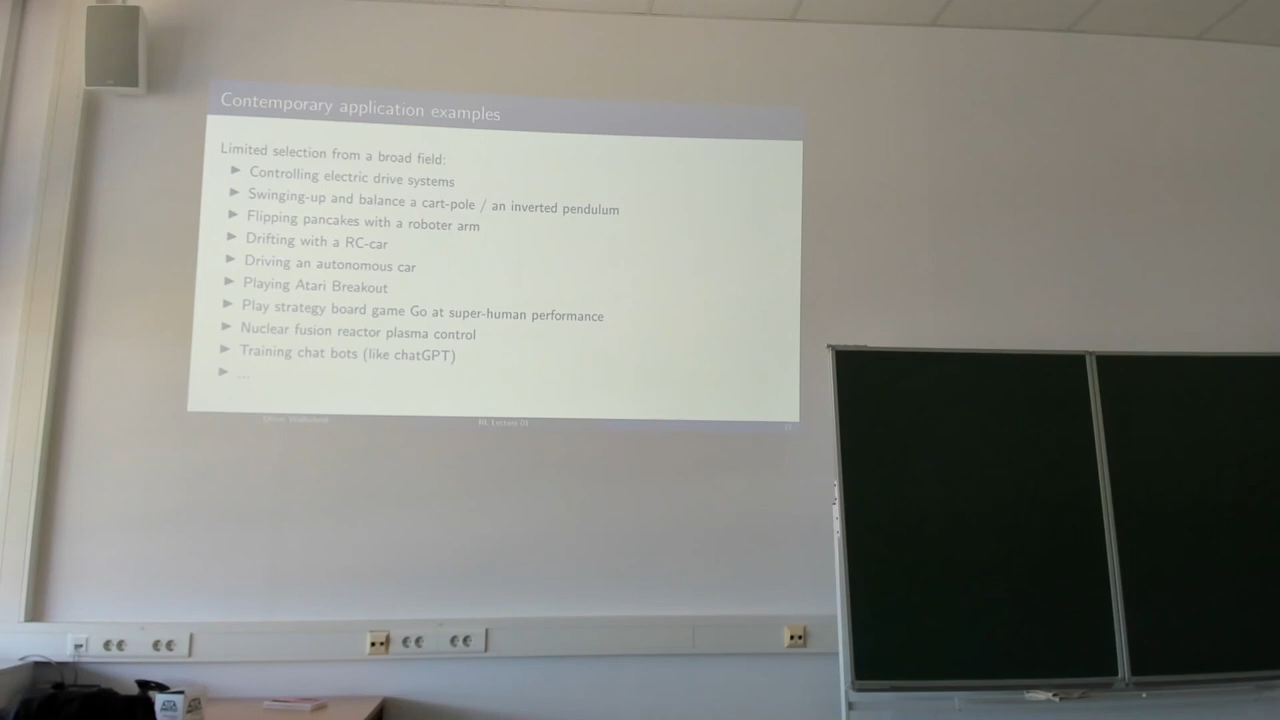 Contemporary application examples
Limited selection from a broad field:
▶ Controlling electric drive systems
▶ Swinging-up and balance a cart-pole / an inverted pendulum
▶ Flipping pancakes with a roboter arm
▶ Drifting with a RC-car
▶ Driving an autonomous car
▶ Playing Atari Breakout
▶ Play strategy board game Go at super-human performance
▶ Nuclear fusion reactor plasma control
▶ Training chat bots (like chatGPT)
▶ ...
RL Lecture 01